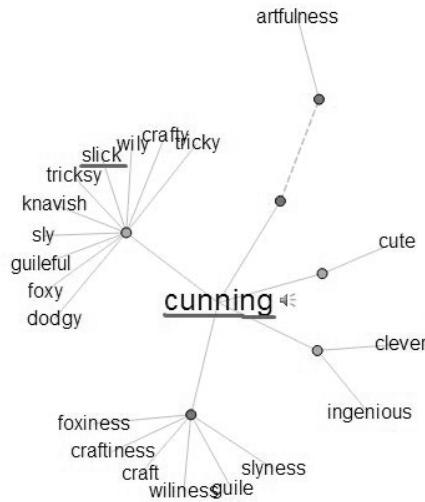 artfulness
crafty
wily
tricky
slick
tricksy
knavish
sly
guileful
foxy
dodgy
cute
cunning
clever
ingenious
foxiness
craftiness
craft
wiliness
guile
slyness